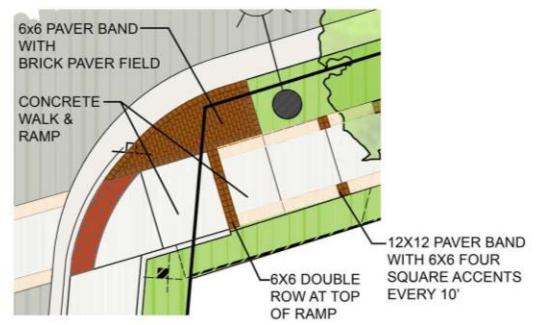 6x6 PAVER BAND
WITH
BRICK PAVER FIELD
CONCRETE
WALK &
RAMP
12X12 PAVER BAND
WITH 6X6 FOUR
SQUARE ACCENTS
EVERY 10'
6X6 DOUBLE
ROW AT TOP
OF RAMP